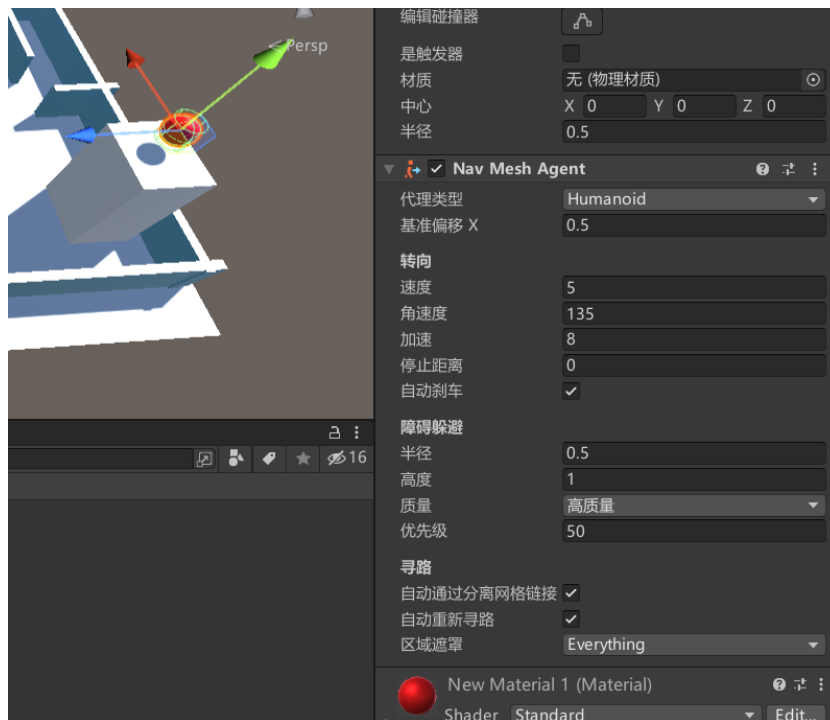 Persp
16
编辑碰撞器
是触发器
材质 无 (物理材质)
中心 X 0 Y 0 Z 0
半径 0.5
Nav Mesh Agent
代理类型 Humanoid
基准偏移 X 0.5
转向
速度 5
角速度 135
加速 8
停止距离 0
自动刹车
障碍躲避
半径 0.5
高度 1
质量 高质量
优先级 50
寻路
自动通过分离网格链接
自动重新寻路
区域遮罩 Everything
New Material 1 (Material)
Shader Standard Edit...